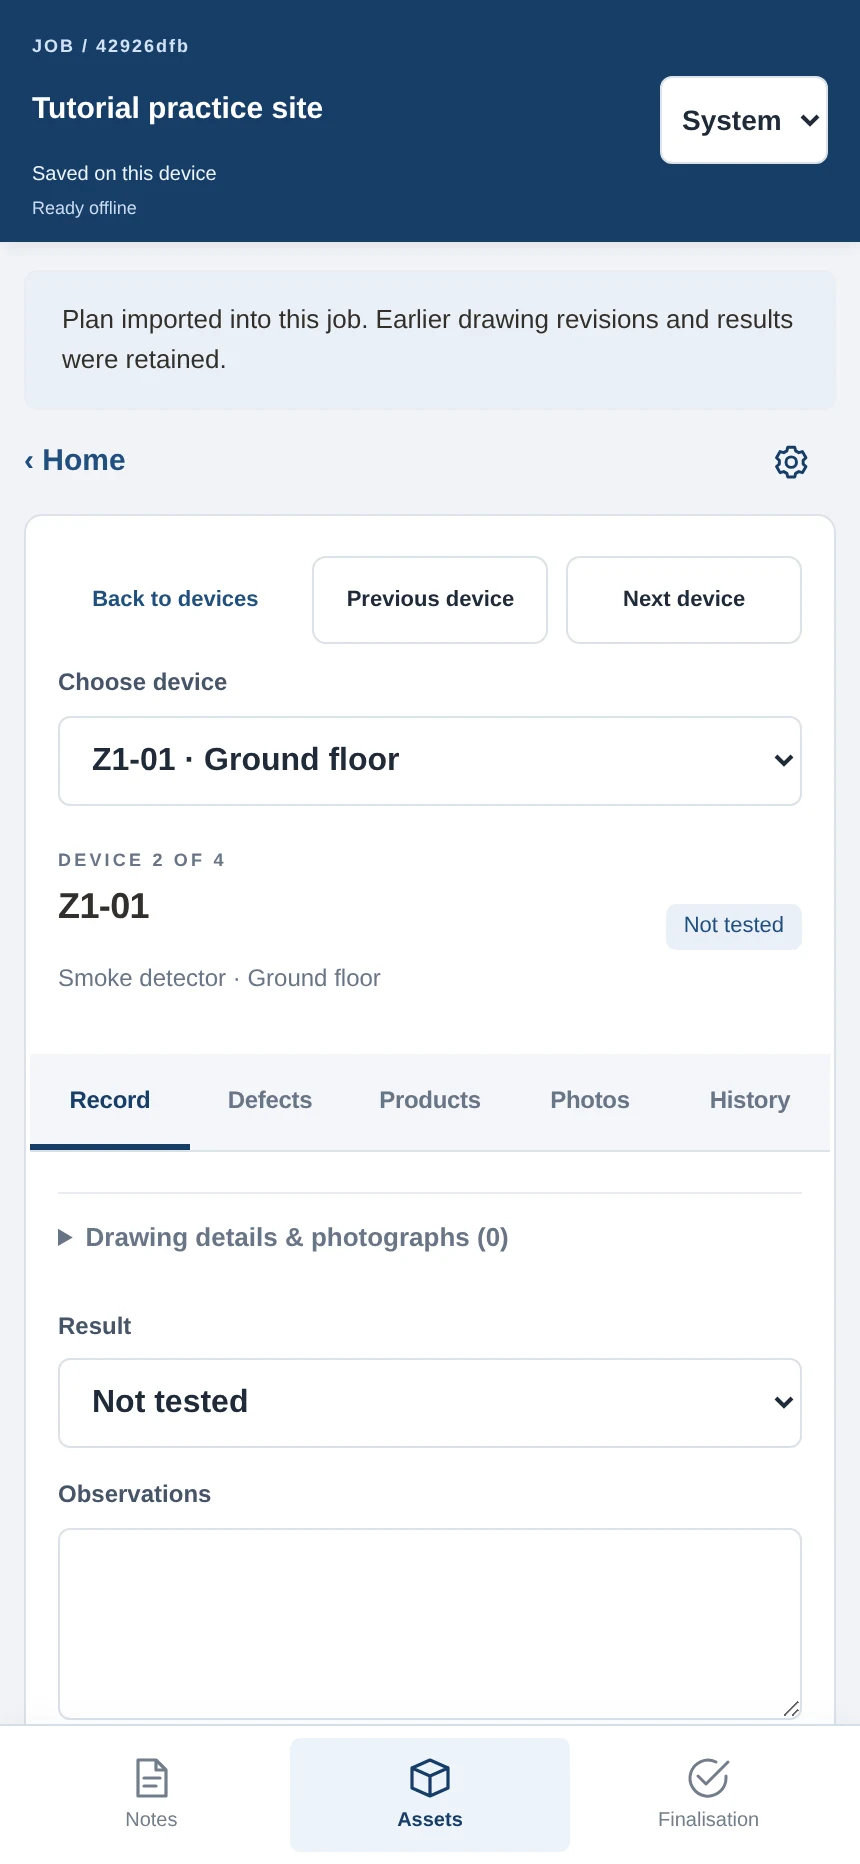 JOB / 42926dfb
Tutorial practice site
System
Saved on this device
Ready offline
Plan imported into this job. Earlier drawing revisions and results
were retained.
‹ Home
Back to devices
Previous device
Next device
Choose device
Z1-01 · Ground floor
DEVICE 2 OF 4
Z1-01
Not tested
Smoke detector · Ground floor
Record
Defects
Products
Photos
History
Drawing details & photographs (0)
Result
Not tested
Observations
Notes
Assets
Finalisation